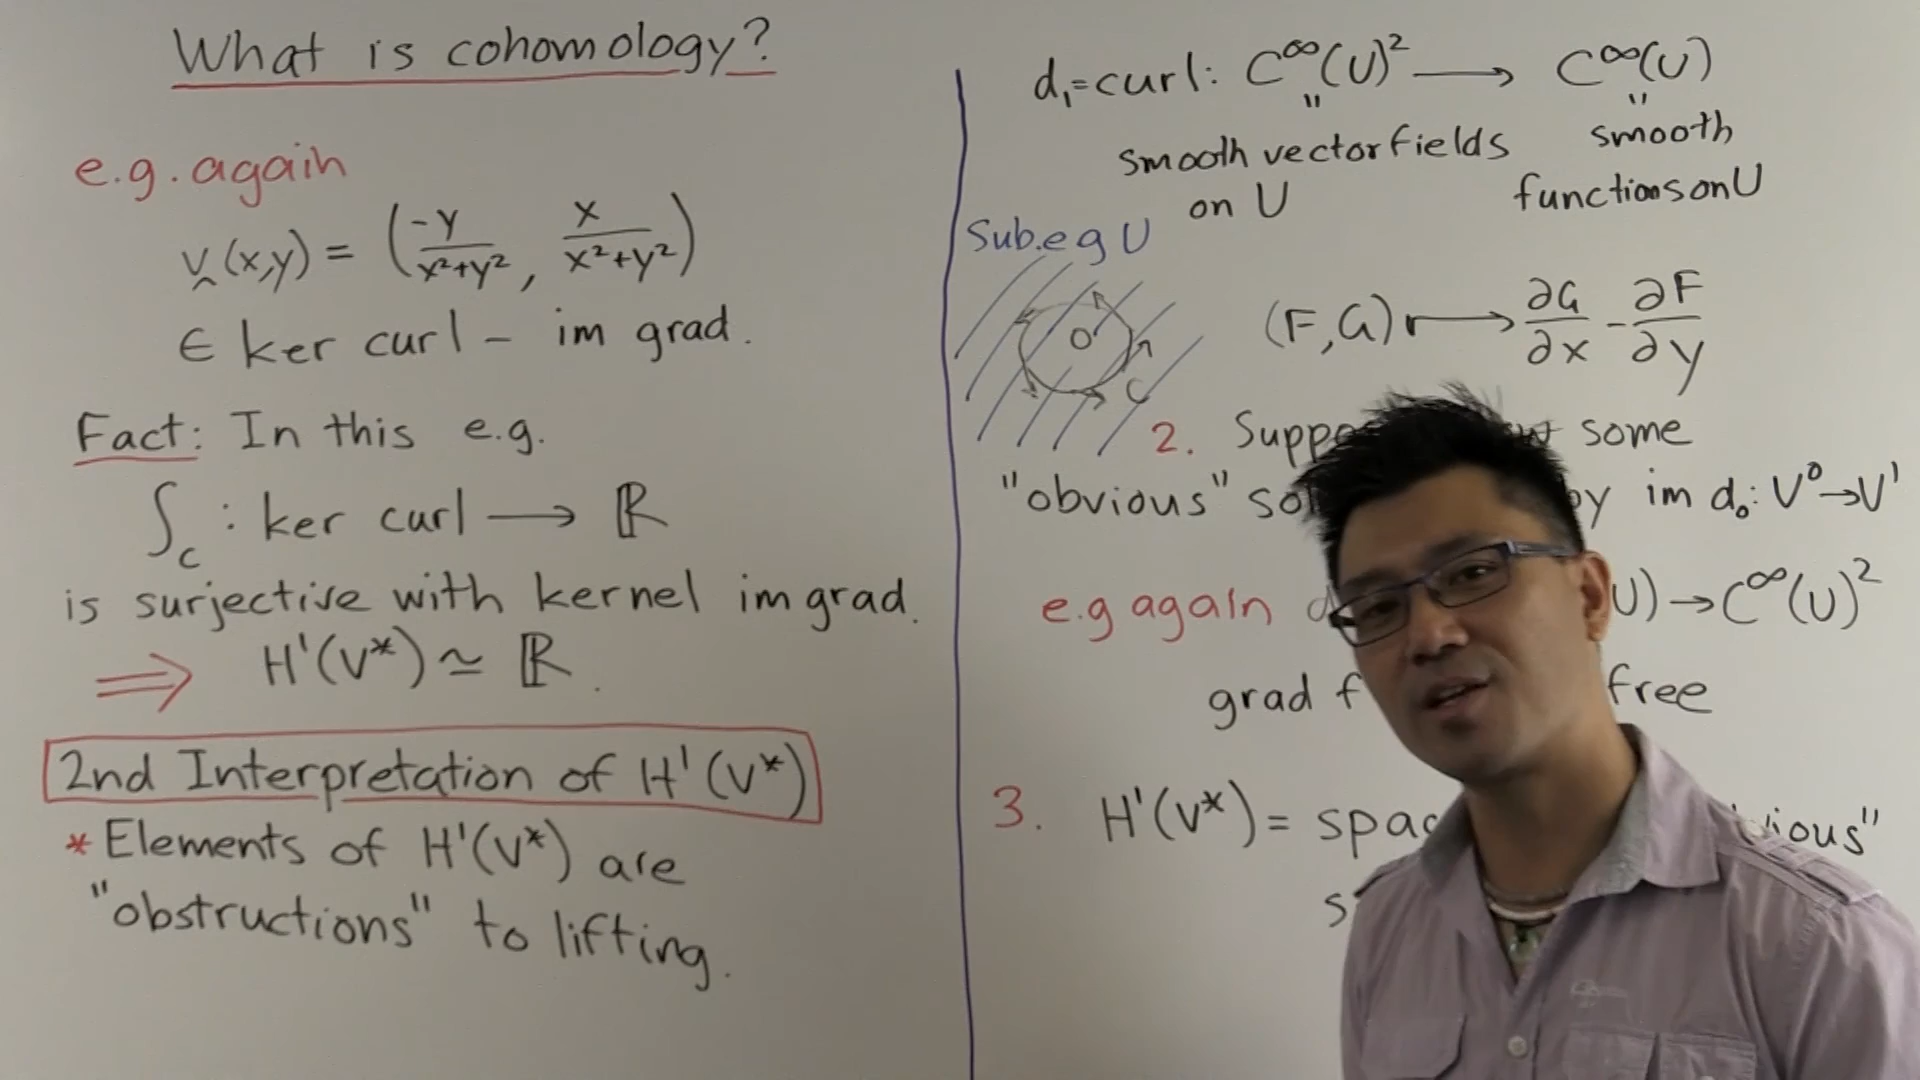 What is cohomology?
e.g. again
v(x,y) = (-y/x²+y², x/x²+y²)
∈ ker curl - im grad.
Fact: In this e.g.
∫_C : ker curl → ℝ
is surjective with kernel im grad.
⟹ H¹(V*) ≃ ℝ.
2nd Interpretation of H¹(V*)
* Elements of H¹(V*) are
"obstructions" to lifting.
d₁=curl: C∞(U)² → C∞(U)
" "
smooth vector fields smooth
on U functions on U
Sub.eg U
O
C
(F,G) ↦ ∂G/∂x - ∂F/∂y
2. some
"obvious" by im d₀: V⁰→V¹
e.g again U) → C∞(U)²
grad f free
3. H¹(V*) =